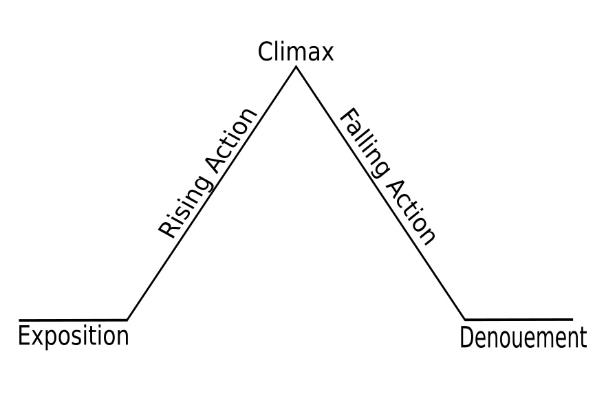 Climax
Rising Action
Falling Action
Exposition
Denouement